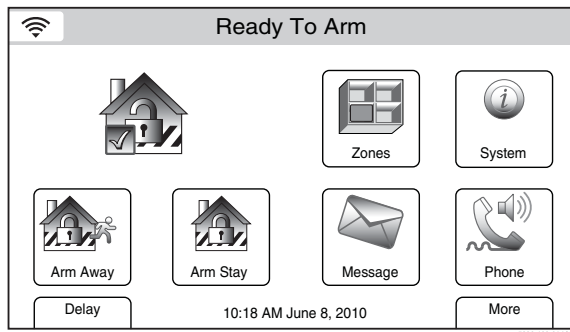 Ready To Arm
Zones
System
Arm Away
Arm Stay
Message
Phone
Delay
10:18 AM June 8, 2010
More